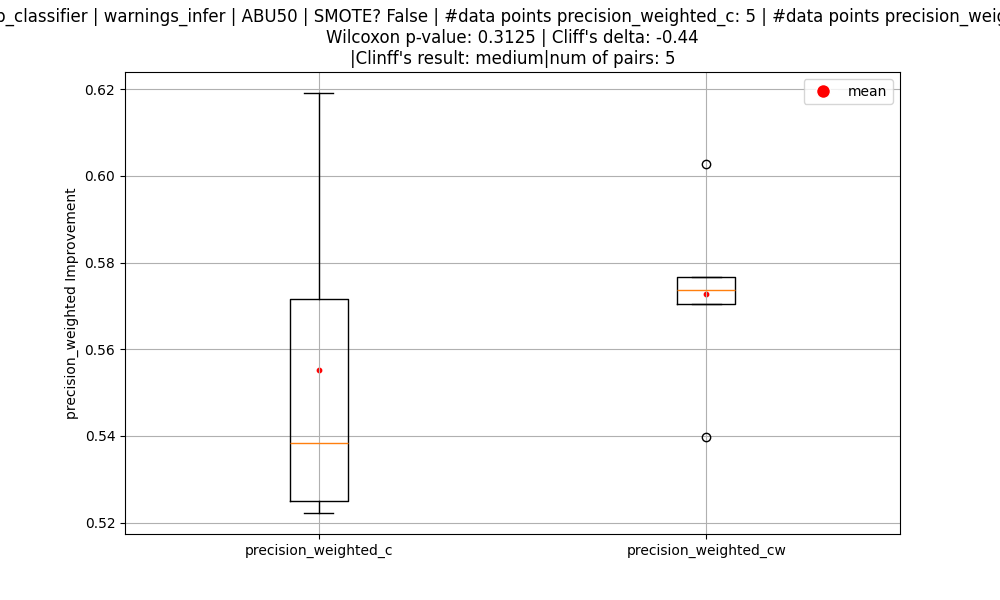 _classifier | warnings_infer | ABU50 | SMOTE? False | #data points precision_weighted_c: 5 | #data points
Wilcoxon p-value: 0.3125 | Cliff's delta: -0.44
|Clinff's result: medium|num of pairs: 5
mean
0.62
0.60
0.58
0.56
0.54
0.52
precision_weighted Improvement
precision_weighted_c
precision_weighted_cw